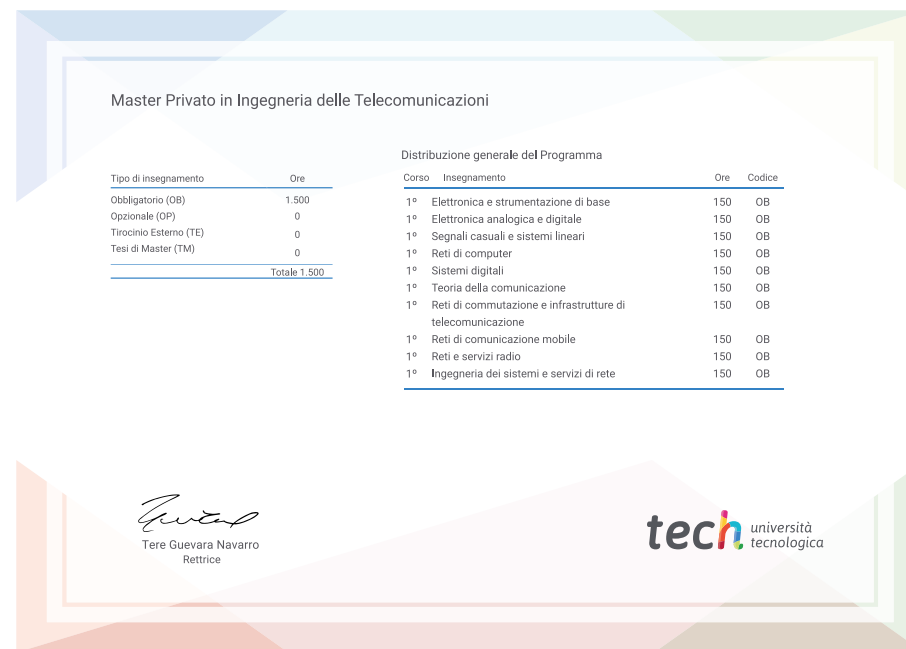 Master Privato in Ingegneria delle Telecomunicazioni
Tipo di insegnamento Ore
Obbligatorio (OB) 1.500
Opzionale (OP) 0
Tirocinio Esterno (TE) 0
Tesi di Master (TM) 0
Totale 1.500
Distribuzione generale del Programma
Corso Insegnamento Ore Codice
1º Elettronica e strumentazione di base 150 OB
1º Elettronica analogica e digitale 150 OB
1º Segnali casuali e sistemi lineari 150 OB
1º Reti di computer 150 OB
1º Sistemi digitali 150 OB
1º Teoria della comunicazione 150 OB
1º Reti di commutazione e infrastrutture di 150 OB
telecomunicazione
1º Reti di comunicazione mobile 150 OB
1º Reti e servizi radio 150 OB
1º Ingegneria dei sistemi e servizi di rete 150 OB
Tere Guevara Navarro
Rettrice
tech università
tecnologica